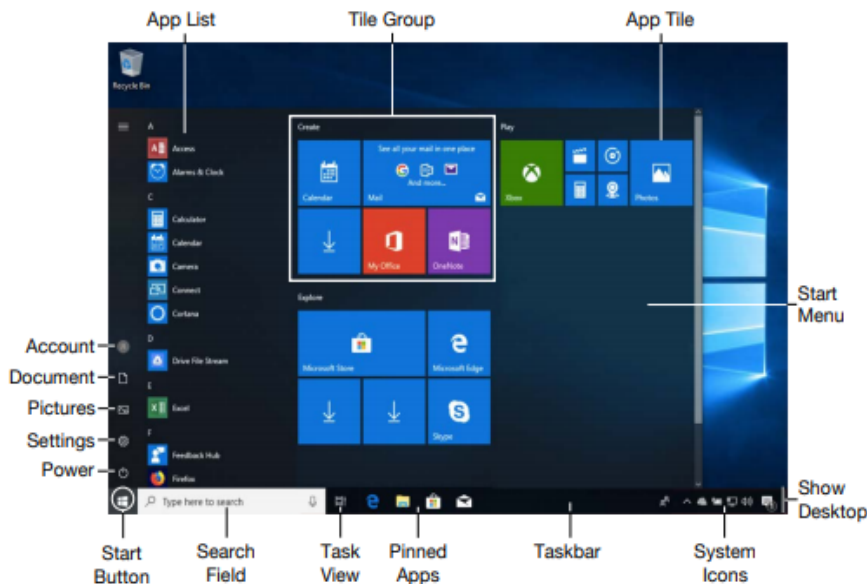 App List
Tile Group
App Tile
Recycle Bin
A
Access
Alarms & Clock
C
Calculator
Calendar
Camera
Connect
Cortana
D
Drive File Stream
E
Excel
F
Feedback Hub
Firefox
Create
Calendar
See all your mail in one place
And more...
Mail
My Office
OneNote
Play
Xbox
Photos
Explore
Microsoft Store
Microsoft Edge
Skype
Start
Menu
Account
Document
Pictures
Settings
Power
Type here to search
Show
Desktop
Start
Button
Search
Field
Task
View
Pinned
Apps
Taskbar
System
Icons